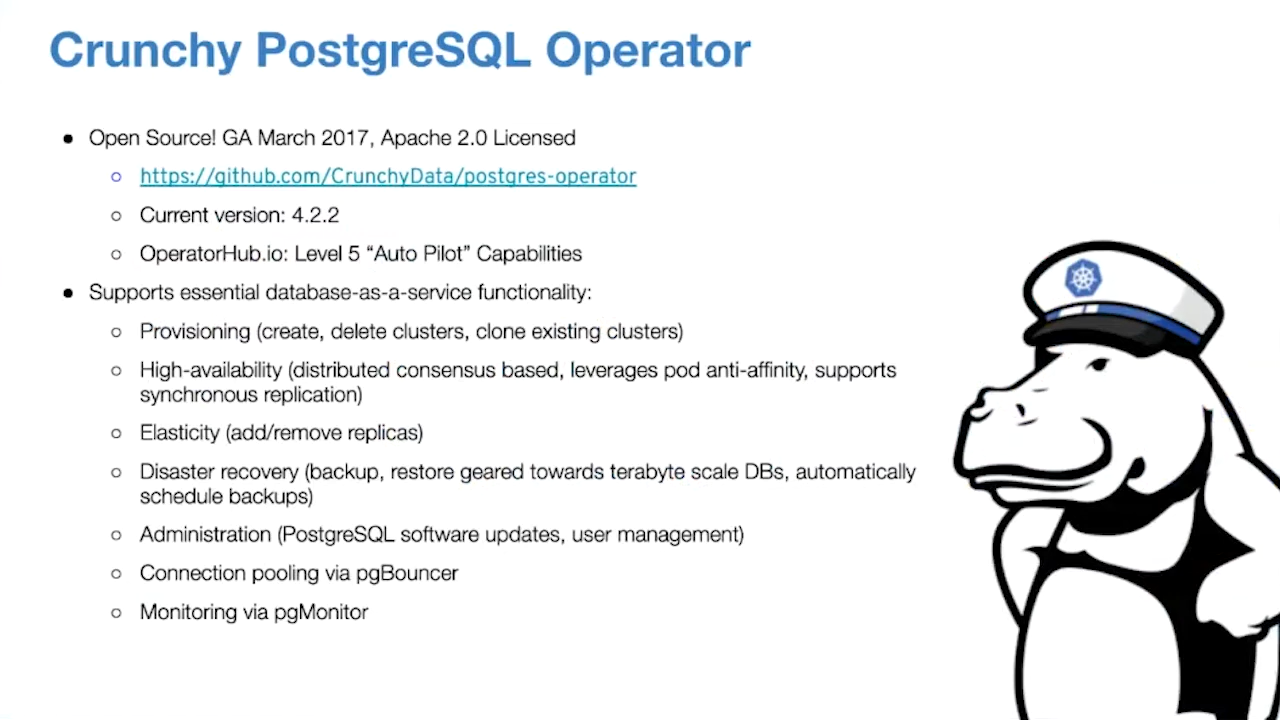 Crunchy PostgreSQL Operator
● Open Source! GA March 2017, Apache 2.0 Licensed
○ https://github.com/CrunchyData/postgres-operator
○ Current version: 4.2.2
○ OperatorHub.io: Level 5 “Auto Pilot” Capabilities
● Supports essential database-as-a-service functionality:
○ Provisioning (create, delete clusters, clone existing clusters)
○ High-availability (distributed consensus based, leverages pod anti-affinity, supports
synchronous replication)
○ Elasticity (add/remove replicas)
○ Disaster recovery (backup, restore geared towards terabyte scale DBs, automatically
schedule backups)
○ Administration (PostgreSQL software updates, user management)
○ Connection pooling via pgBouncer
○ Monitoring via pgMonitor